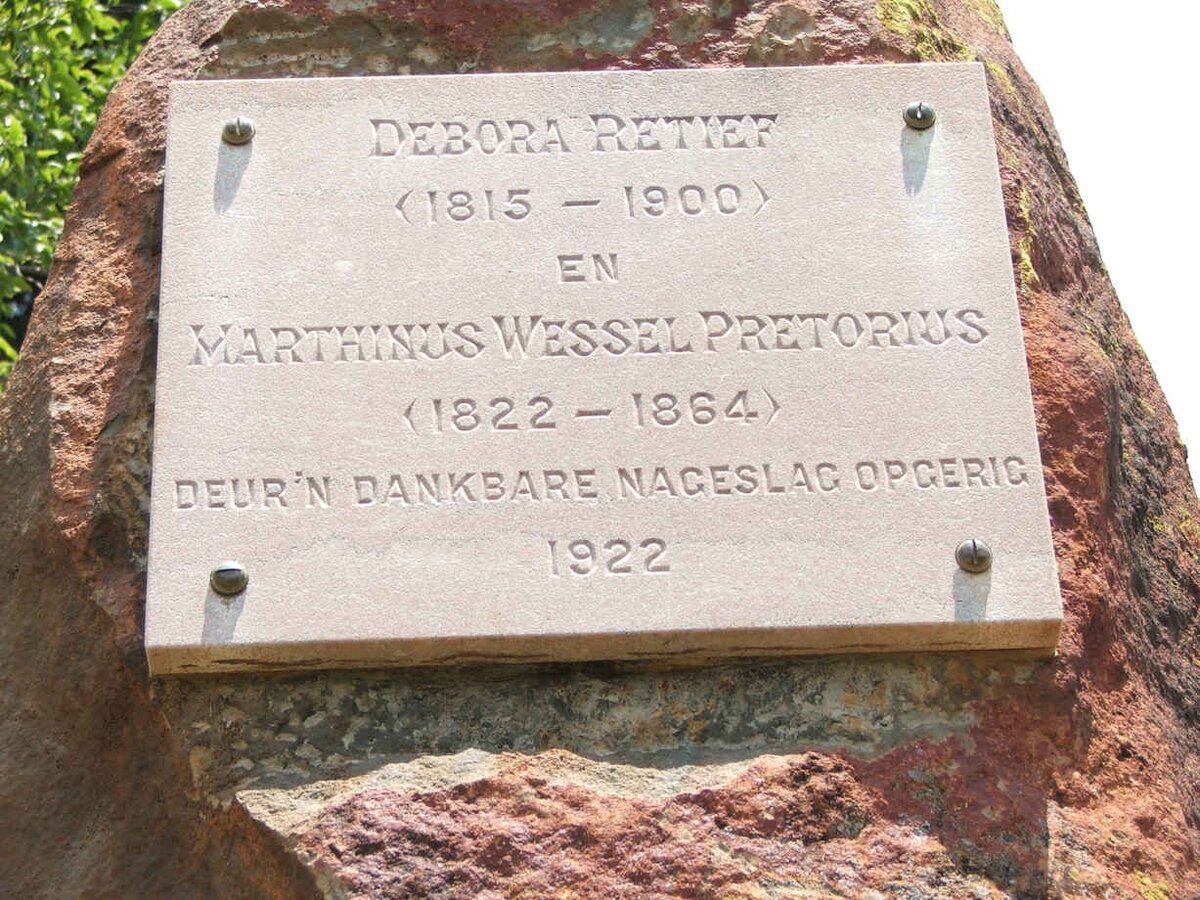 DEBORA RETIEF
(1815 – 1900)
EN
MARTHINUS WESSEL PRETORIUS
(1822 – 1864)
DEUR 'N DANKBARE NAGESLAG OPGERIG
1922